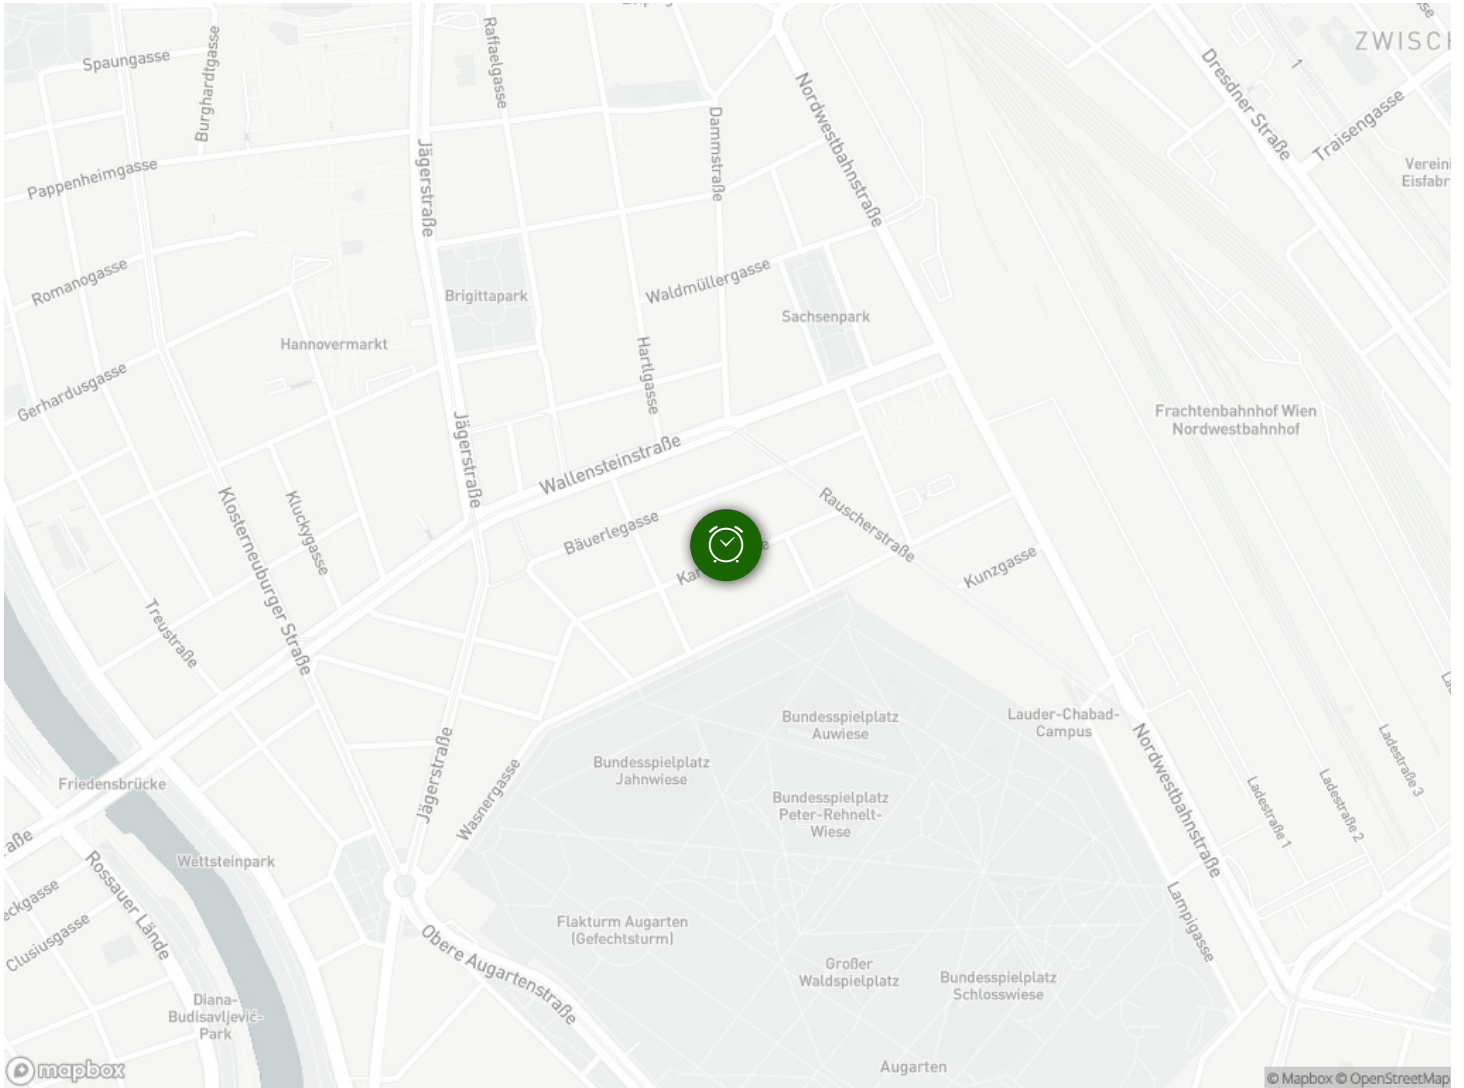 Spaungasse
Burghardtgasse
Raffaelgasse
ZWISCH
Dresdner Straße
1
Traisengasse
Nordwestbahnstraße
Dammstraße
Jägerstraße
Pappenheimgasse
Vereini
Eisfabr
Romanogasse
Waldmüllergasse
Brigittapark
Sachsenpark
Hannovermarkt
Hartlgasse
Gerhardusgasse
Jägerstraße
Frachtenbahnhof Wien
Nordwestbahnhof
Wallensteinstraße
Klosterneuburger Straße
Kluckygasse
Bäuerlegasse
Rauscherstraße
Kunzgasse
Treustraße
Lauder-Chabad-
Campus
Bundesspielplatz
Auwiese
Nordwestbahnstraße
Ladestraße 1
Ladestraße 2
Ladestraße 3
Bundesspielplatz
Jahnwiese
Friedensbrücke
Jägerstraße
Wasnergasse
Bundesspielplatz
Peter-Rehnelt-
Wiese
aße
Wettsteinpark
Rossauer Lände
eckgasse
Clusiusgasse
Lampigasse
Flakturm Augarten
(Gefechtsturm)
Obere Augartenstraße
Großer
Waldspielplatz
Bundesspielplatz
Schlosswiese
Diana-
Budisavljević-
Park
Augarten
mapbox
© Mapbox © OpenStreetMap